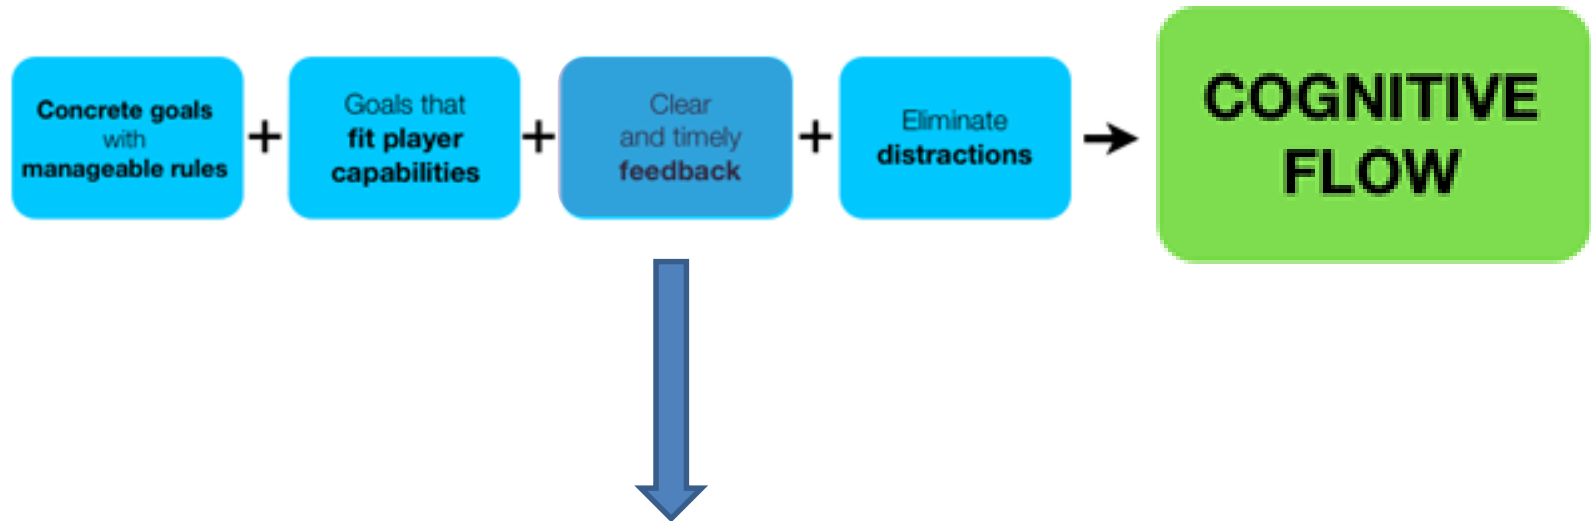 Concrete goals
with
manageable rules
+
Goals that
fit player
capabilities
+
Clear
and timely
feedback
+
Eliminate
distractions
COGNITIVE
FLOW